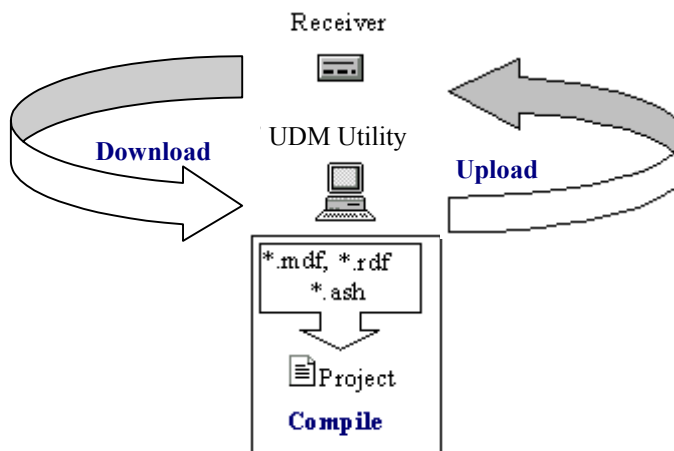 Receiver
UDM Utility
Download
Upload
*.mdf, *.rdf
*.ash
Project
Compile